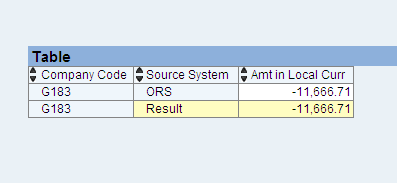 Table
Company Code Source System Amt in Local Curr
G183 ORS -11,666.71
G183 Result -11,666.71